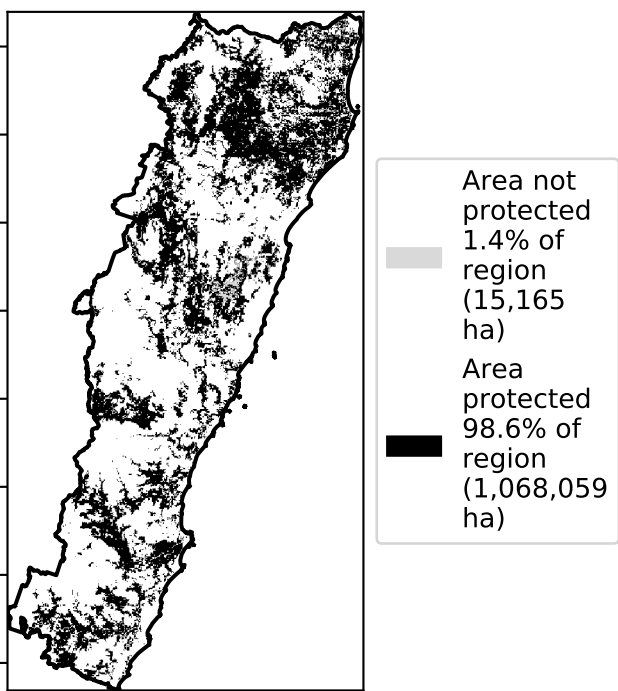 Area not
protected
1.4% of
region
(15,165
ha)
Area
protected
98.6% of
region
(1,068,059
ha)